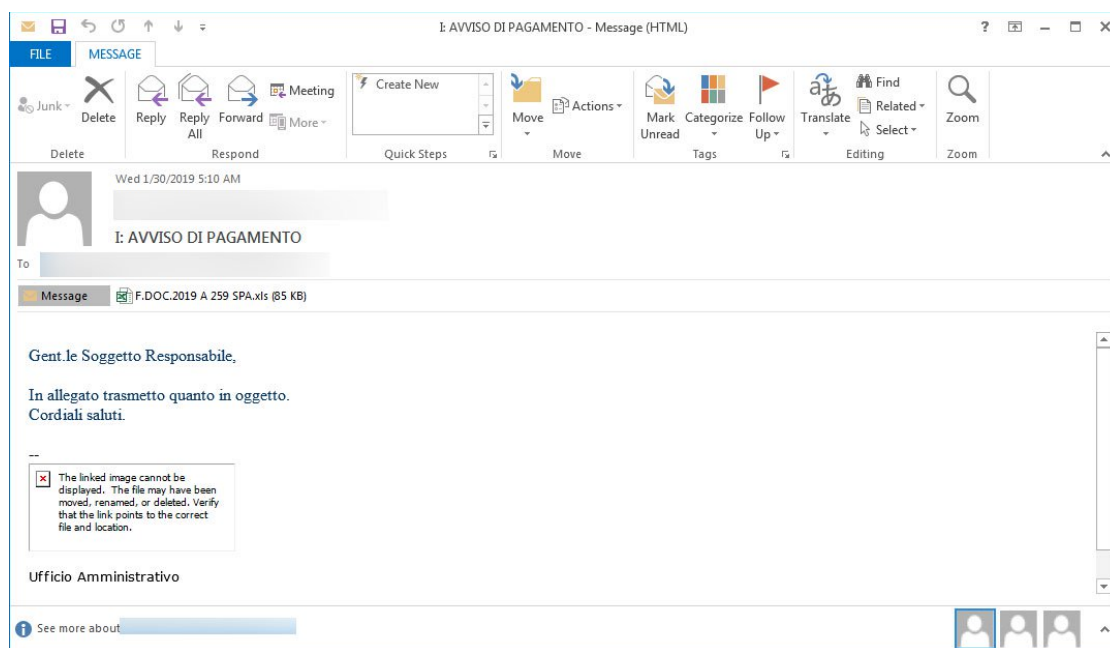 I: AVVISO DI PAGAMENTO - Message (HTML)
?
FILE
MESSAGE
Junk
Delete
Reply
Reply All
Forward
Meeting
More
Create New
Move
Actions
Mark Unread
Categorize
Follow Up
Translate
Find
Related
Select
Zoom
Delete
Respond
Quick Steps
Move
Tags
Editing
Zoom
Wed 1/30/2019 5:10 AM
I: AVVISO DI PAGAMENTO
To
Message
F.DOC.2019 A 259 SPA.xls (85 KB)
Gent.le Soggetto Responsabile,
In allegato trasmetto quanto in oggetto.
Cordiali saluti.
--
The linked image cannot be
displayed. The file may have been
moved, renamed, or deleted. Verify
that the link points to the correct
file and location.
Ufficio Amministrativo
See more about